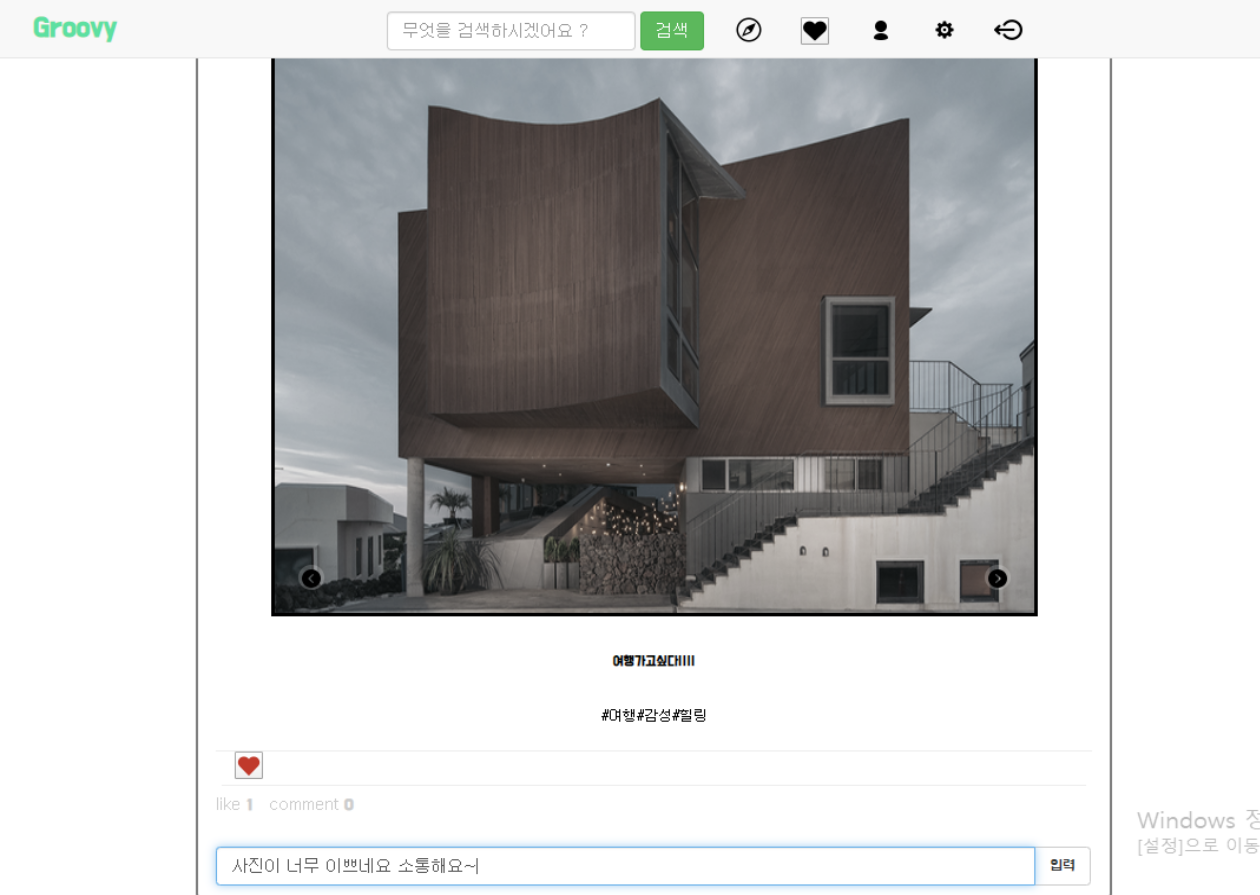 Groovy
무엇을 검색하시겠어요 ?
검색
여행가고싶다!!!
#여행#감성#힐링
like 1 comment 0
사진이 너무 이쁘네요 소통해요~
입력
Windows 정
[설정]으로 이동